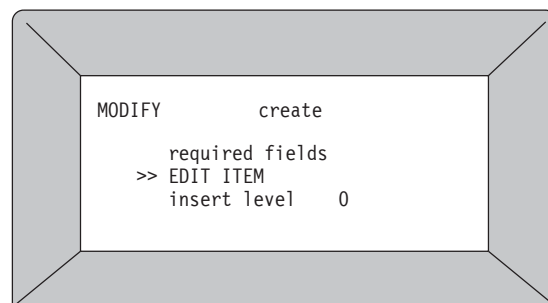 MODIFY create
required fields
>> EDIT ITEM
insert level 0